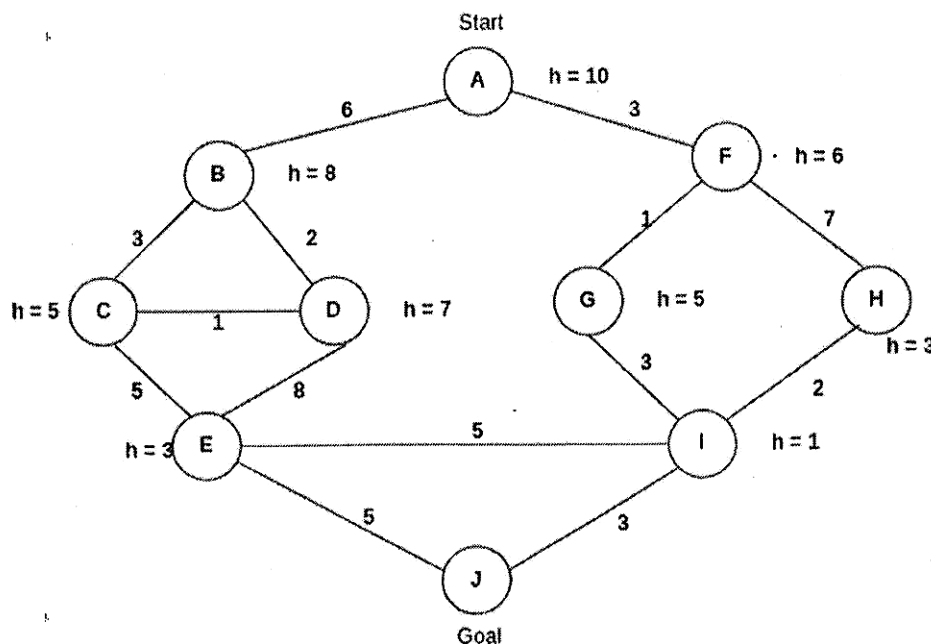 Start
A
h = 10
6
3
B
h = 8
F
h = 6
3
2
1
7
h = 5
C
1
D
h = 7
G
h = 5
H
h = 3
5
8
3
2
h = 3
E
5
I
h = 1
5
3
J
Goal